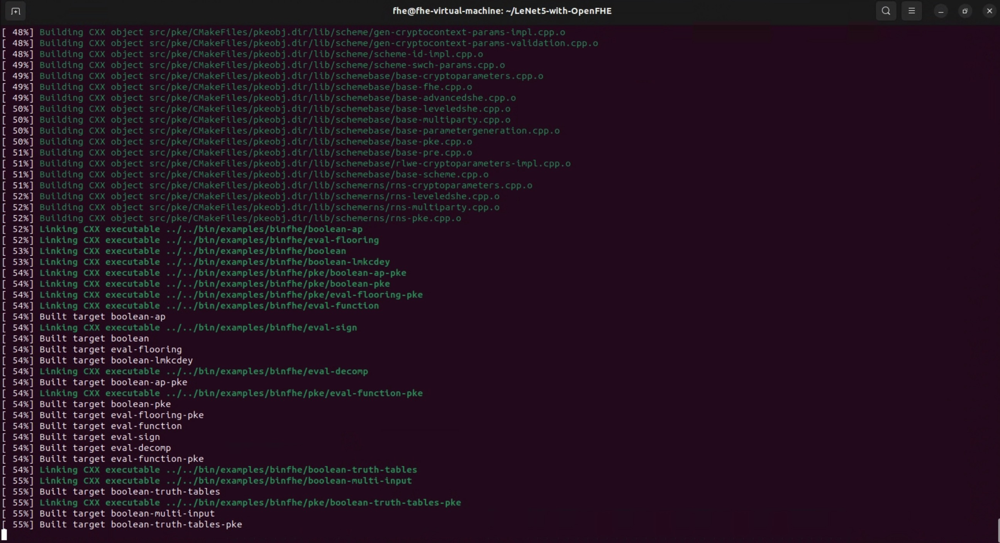 fhe@fhe-virtual-machine: ~/LeNet5-with-OpenFHE
[ 48%] Building CXX object src/pke/CMakeFiles/pkeobj.dir/lib/scheme/gen-cryptocontext-params-impl.cpp.o
[ 48%] Building CXX object src/pke/CMakeFiles/pkeobj.dir/lib/scheme/gen-cryptocontext-params-validation.cpp.o
[ 48%] Building CXX object src/pke/CMakeFiles/pkeobj.dir/lib/scheme/scheme-id-impl.cpp.o
[ 49%] Building CXX object src/pke/CMakeFiles/pkeobj.dir/lib/scheme/scheme-swch-params.cpp.o
[ 49%] Building CXX object src/pke/CMakeFiles/pkeobj.dir/lib/schemebase/base-cryptoparameters.cpp.o
[ 49%] Building CXX object src/pke/CMakeFiles/pkeobj.dir/lib/schemebase/base-fhe.cpp.o
[ 49%] Building CXX object src/pke/CMakeFiles/pkeobj.dir/lib/schemebase/base-advancedshe.cpp.o
[ 50%] Building CXX object src/pke/CMakeFiles/pkeobj.dir/lib/schemebase/base-leveledshe.cpp.o
[ 50%] Building CXX object src/pke/CMakeFiles/pkeobj.dir/lib/schemebase/base-multiparty.cpp.o
[ 50%] Building CXX object src/pke/CMakeFiles/pkeobj.dir/lib/schemebase/base-parametergeneration.cpp.o
[ 50%] Building CXX object src/pke/CMakeFiles/pkeobj.dir/lib/schemebase/base-pke.cpp.o
[ 51%] Building CXX object src/pke/CMakeFiles/pkeobj.dir/lib/schemebase/base-pre.cpp.o
[ 51%] Building CXX object src/pke/CMakeFiles/pkeobj.dir/lib/schemebase/rlwe-cryptoparameters-impl.cpp.o
[ 51%] Building CXX object src/pke/CMakeFiles/pkeobj.dir/lib/schemebase/base-scheme.cpp.o
[ 51%] Building CXX object src/pke/CMakeFiles/pkeobj.dir/lib/schemerns/rns-cryptoparameters.cpp.o
[ 52%] Building CXX object src/pke/CMakeFiles/pkeobj.dir/lib/schemerns/rns-leveledshe.cpp.o
[ 52%] Building CXX object src/pke/CMakeFiles/pkeobj.dir/lib/schemerns/rns-multiparty.cpp.o
[ 52%] Building CXX object src/pke/CMakeFiles/pkeobj.dir/lib/schemerns/rns-pke.cpp.o
[ 52%] Linking CXX executable ../../bin/examples/binfhe/boolean-ap
[ 52%] Linking CXX executable ../../bin/examples/binfhe/eval-flooring
[ 53%] Linking CXX executable ../../bin/examples/binfhe/boolean
[ 53%] Linking CXX executable ../../bin/examples/binfhe/boolean-lmkcdey
[ 54%] Linking CXX executable ../../bin/examples/binfhe/pke/boolean-ap-pke
[ 54%] Linking CXX executable ../../bin/examples/binfhe/pke/boolean-pke
[ 54%] Linking CXX executable ../../bin/examples/binfhe/pke/eval-flooring-pke
[ 54%] Linking CXX executable ../../bin/examples/binfhe/eval-function
[ 54%] Built target boolean-ap
[ 54%] Linking CXX executable ../../bin/examples/binfhe/eval-sign
[ 54%] Built target boolean
[ 54%] Built target eval-flooring
[ 54%] Built target boolean-lmkcdey
[ 54%] Linking CXX executable ../../bin/examples/binfhe/eval-decomp
[ 54%] Built target boolean-ap-pke
[ 54%] Linking CXX executable ../../bin/examples/binfhe/pke/eval-function-pke
[ 54%] Built target boolean-pke
[ 54%] Built target eval-flooring-pke
[ 54%] Built target eval-function
[ 54%] Built target eval-sign
[ 54%] Built target eval-decomp
[ 54%] Built target eval-function-pke
[ 54%] Linking CXX executable ../../bin/examples/binfhe/boolean-truth-tables
[ 55%] Linking CXX executable ../../bin/examples/binfhe/boolean-multi-input
[ 55%] Built target boolean-truth-tables
[ 55%] Linking CXX executable ../../bin/examples/binfhe/pke/boolean-truth-tables-pke
[ 55%] Built target boolean-multi-input
[ 55%] Built target boolean-truth-tables-pke